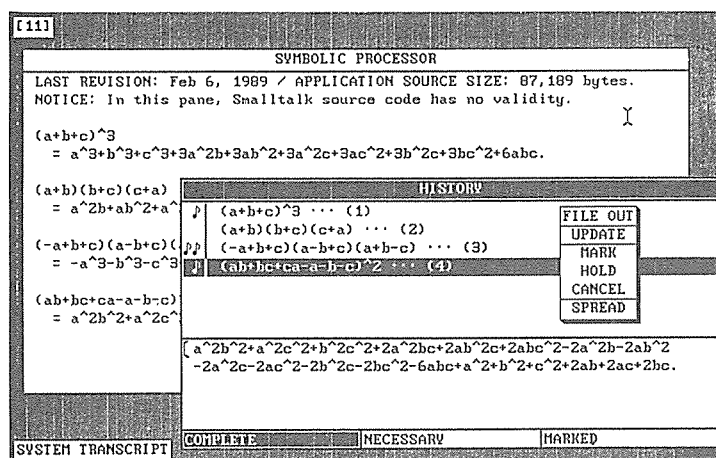 [11]
SYMBOLIC PROCESSOR
LAST REVISION: Feb 6, 1989 / APPLICATION SOURCE SIZE: 87,189 bytes.
NOTICE: In this pane, Smalltalk source code has no validity.
(a+b+c)^3
= a^3+b^3+c^3+3a^2b+3ab^2+3a^2c+3ac^2+3b^2c+3bc^2+6abc.
(a+b)(b+c)(c+a)
= a^2b+ab^2+a^
(-a+b+c)(a-b+c)(
= -a^3-b^3-c^3
(ab+bc+ca-a-b-c)
= a^2b^2+a^2c^
HISTORY
♪ (a+b+c)^3 ··· (1)
(a+b)(b+c)(c+a) ··· (2)
♪♪ (-a+b+c)(a-b+c)(a+b-c) ··· (3)
♪ (ab+bc+ca-a-b-c)^2 ··· (4)
FILE OUT
UPDATE
MARK
HOLD
CANCEL
SPREAD
a^2b^2+a^2c^2+b^2c^2+2a^2bc+2ab^2c+2abc^2-2a^2b-2ab^2
-2a^2c-2ac^2-2b^2c-2bc^2-6abc+a^2+b^2+c^2+2ab+2ac+2bc.
COMPLETE
NECESSARY
MARKED
SYSTEM TRANSCRIPT